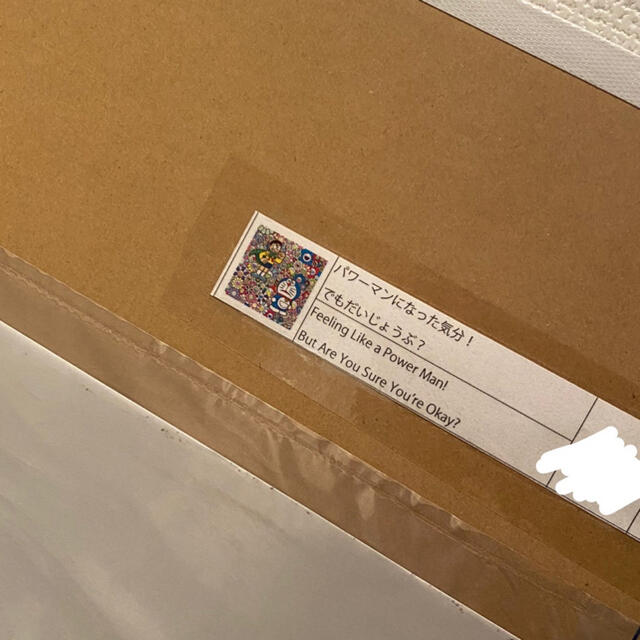 パワーマンになった気分！
でもだいじょうぶ？
Feeling Like a Power Man!
But Are You Sure You're Okay?